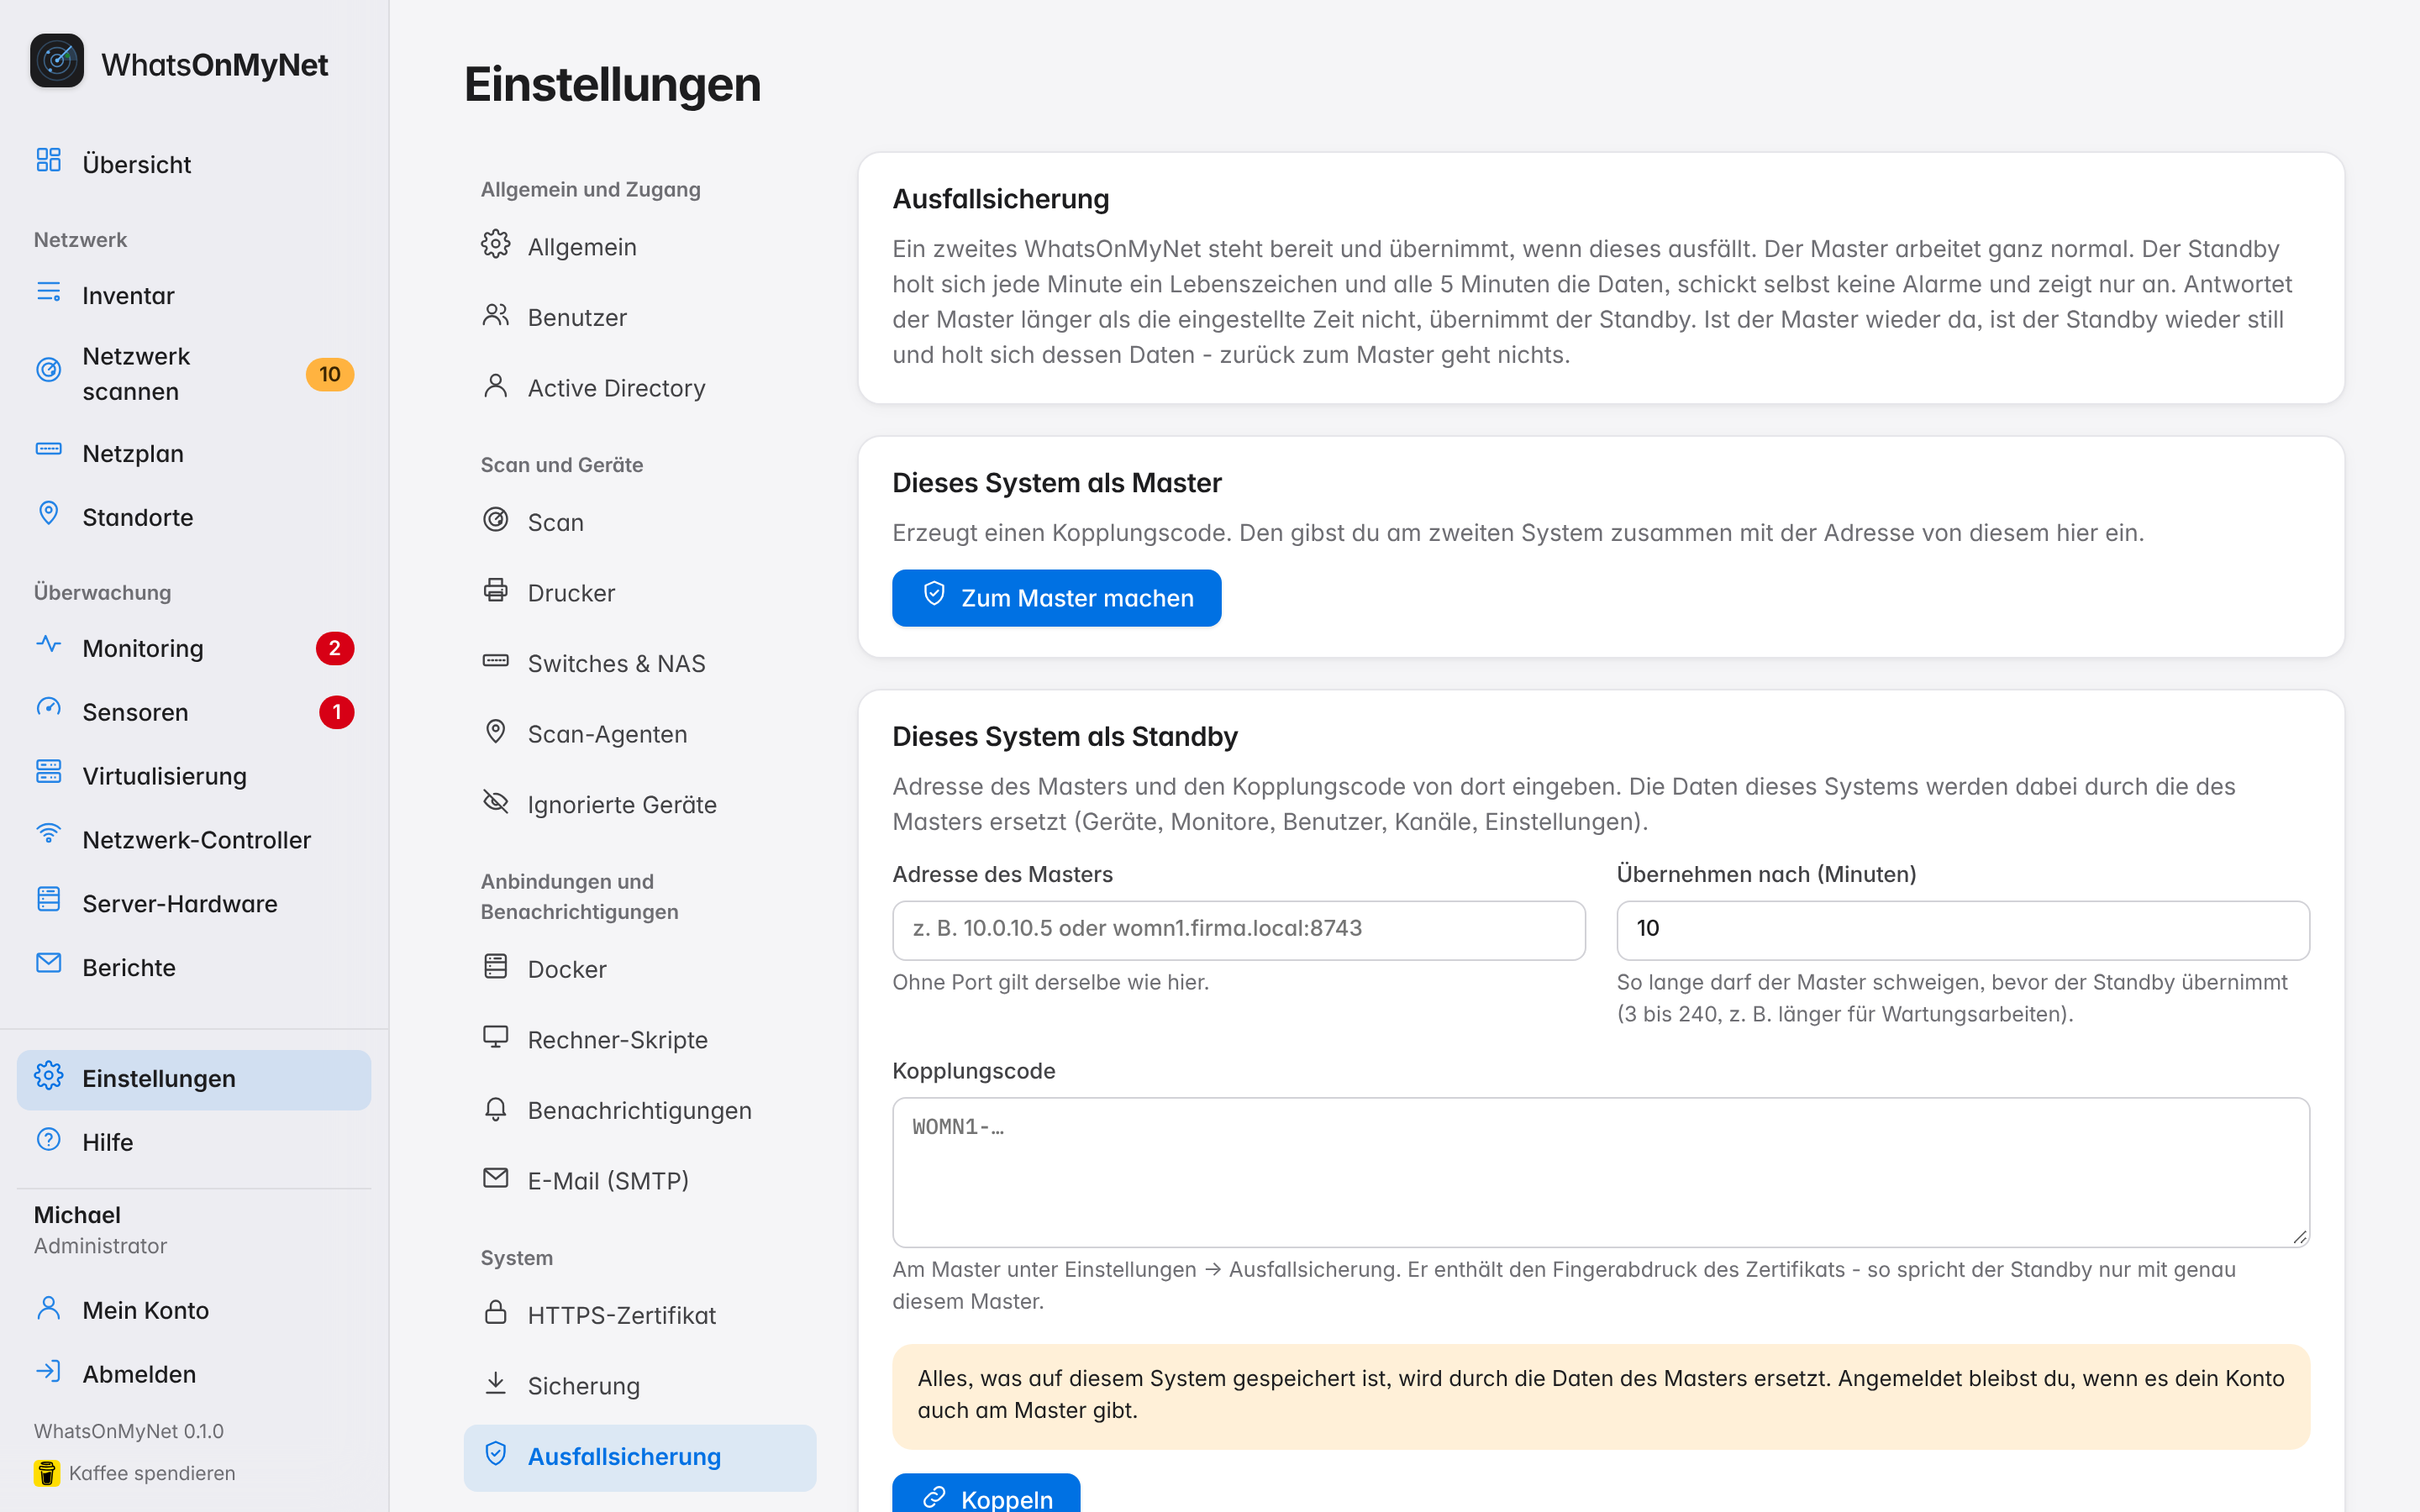 WhatsOnMyNet
Übersicht
Netzwerk
Inventar
Netzwerk
scannen
10
Netzplan
Standorte
Überwachung
Monitoring
2
Sensoren
1
Virtualisierung
Netzwerk-Controller
Server-Hardware
Berichte
Einstellungen
Hilfe
Michael
Administrator
Mein Konto
Abmelden
WhatsOnMyNet 0.1.0
Kaffee spendieren
Einstellungen
Allgemein und Zugang
Allgemein
Benutzer
Active Directory
Scan und Geräte
Scan
Drucker
Switches & NAS
Scan-Agenten
Ignorierte Geräte
Anbindungen und
Benachrichtigungen
Docker
Rechner-Skripte
Benachrichtigungen
E-Mail (SMTP)
System
HTTPS-Zertifikat
Sicherung
Ausfallsicherung
Ausfallsicherung
Ein zweites WhatsOnMyNet steht bereit und übernimmt, wenn dieses ausfällt. Der Master arbeitet ganz normal. Der Standby
holt sich jede Minute ein Lebenszeichen und alle 5 Minuten die Daten, schickt selbst keine Alarme und zeigt nur an. Antwortet
der Master länger als die eingestellte Zeit nicht, übernimmt der Standby. Ist der Master wieder da, ist der Standby wieder still
und holt sich dessen Daten - zurück zum Master geht nichts.
Dieses System als Master
Erzeugt einen Kopplungscode. Den gibst du am zweiten System zusammen mit der Adresse von diesem hier ein.
Zum Master machen
Dieses System als Standby
Adresse des Masters und den Kopplungscode von dort eingeben. Die Daten dieses Systems werden dabei durch die des
Masters ersetzt (Geräte, Monitore, Benutzer, Kanäle, Einstellungen).
Adresse des Masters
z. B. 10.0.10.5 oder womn1.firma.local:8743
Ohne Port gilt derselbe wie hier.
Übernehmen nach (Minuten)
10
So lange darf der Master schweigen, bevor der Standby übernimmt
(3 bis 240, z. B. länger für Wartungsarbeiten).
Kopplungscode
WOMN1-…
Am Master unter Einstellungen → Ausfallsicherung. Er enthält den Fingerabdruck des Zertifikats - so spricht der Standby nur mit genau
diesem Master.
Alles, was auf diesem System gespeichert ist, wird durch die Daten des Masters ersetzt. Angemeldet bleibst du, wenn es dein Konto
auch am Master gibt.
Koppeln